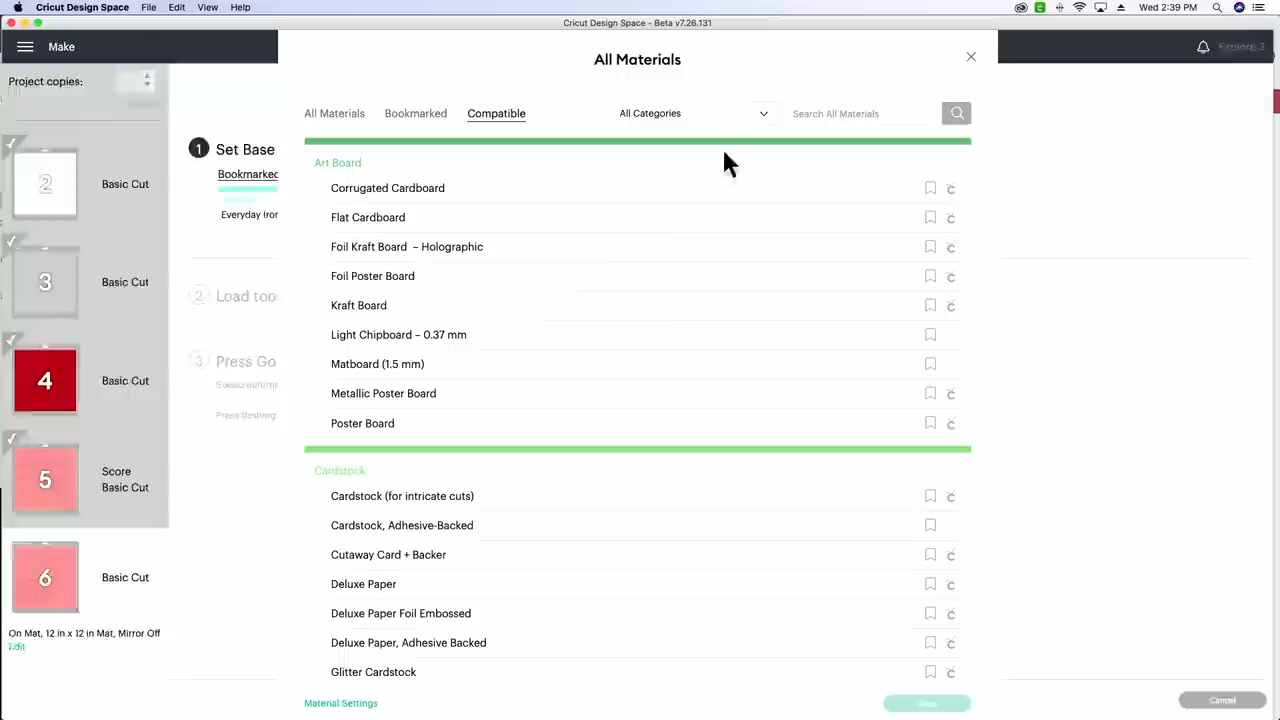 Cricut Design Space File Edit View Help Wed 2:39 PM
Cricut Design Space - Beta v7.26.131
Make
Project copies:
2
Basic Cut
3
Basic Cut
4
Basic Cut
5
Score
Basic Cut
6
Basic Cut
On Mat, 12 in x 12 in Mat, Mirror Off
Edit
1 Set Base
Bookmarked
Everyday Iron
2 Load too
3 Press Go
All Materials
All Materials Bookmarked Compatible All Categories Search All Materials
Art Board
Corrugated Cardboard
Flat Cardboard
Foil Kraft Board – Holographic
Foil Poster Board
Kraft Board
Light Chipboard – 0.37 mm
Matboard (1.5 mm)
Metallic Poster Board
Poster Board
Cardstock
Cardstock (for intricate cuts)
Cardstock, Adhesive-Backed
Cutaway Card + Backer
Deluxe Paper
Deluxe Paper Foil Embossed
Deluxe Paper, Adhesive Backed
Glitter Cardstock
Material Settings
Cancel